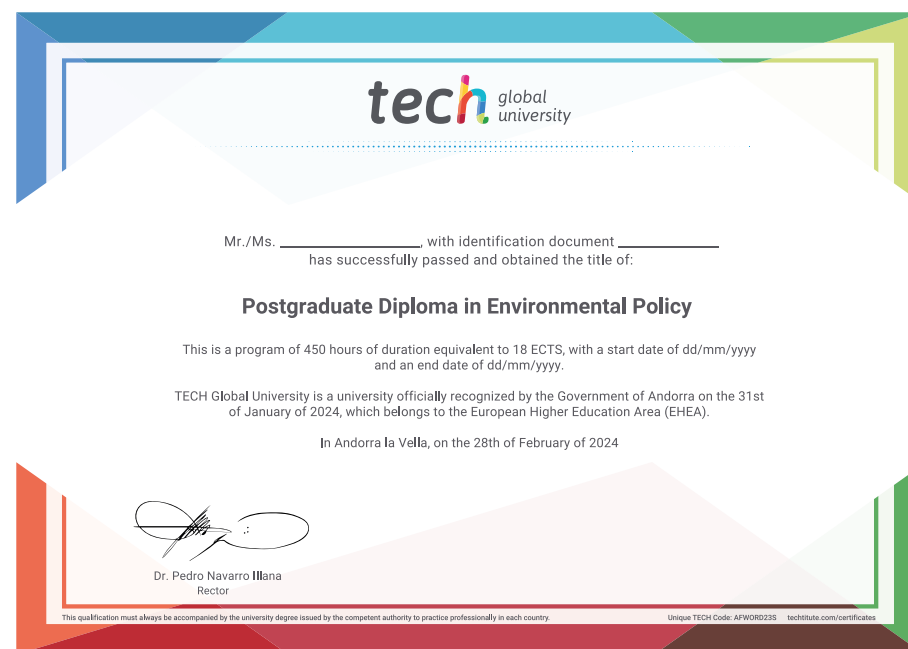 tech global university
Mr./Ms. ____________________, with identification document ______________
has successfully passed and obtained the title of:
Postgraduate Diploma in Environmental Policy
This is a program of 450 hours of duration equivalent to 18 ECTS, with a start date of dd/mm/yyyy
and an end date of dd/mm/yyyy.
TECH Global University is a university officially recognized by the Government of Andorra on the 31st
of January of 2024, which belongs to the European Higher Education Area (EHEA).
In Andorra la Vella, on the 28th of February of 2024
Dr. Pedro Navarro Illana
Rector
This qualification must always be accompanied by the university degree issued by the competent authority to practice professionally in each country. Unique TECH Code: AFWORD23S techtitute.com/certificates